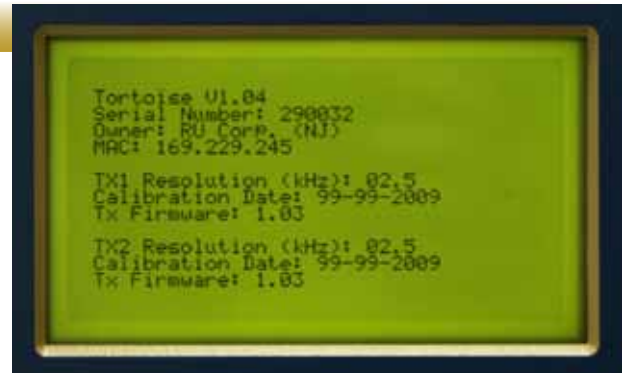 Tortoise V1.04
Serial Number: 290032
Owner: RU Corp. (NJ)
MAC: 169.229.245
TX1 Resolution (kHz): 02.5
Calibration Date: 99-99-2009
Tx Firmware: 1.03
TX2 Resolution (kHz): 02.5
Calibration Date: 99-99-2009
Tx Firmware: 1.03